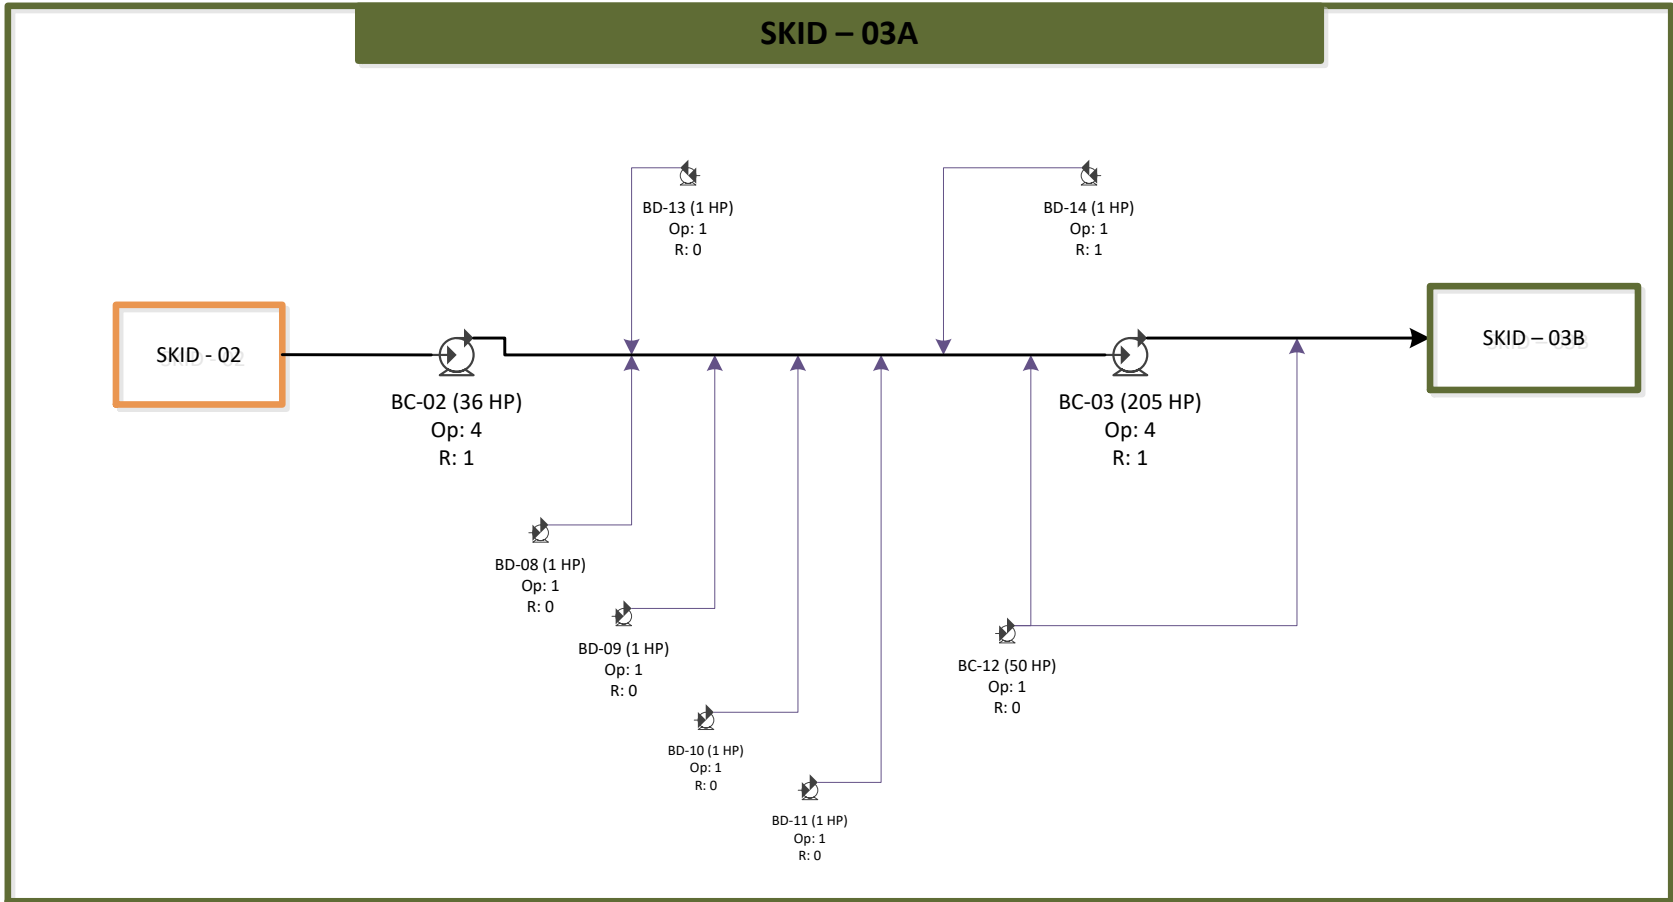 SKID – 03A
BD-13 (1 HP)
Op: 1
R: 0
BD-14 (1 HP)
Op: 1
R: 1
SKID - 02
SKID – 03B
BC-02 (36 HP)
Op: 4
R: 1
BC-03 (205 HP)
Op: 4
R: 1
BD-08 (1 HP)
Op: 1
R: 0
BD-09 (1 HP)
Op: 1
R: 0
BC-12 (50 HP)
Op: 1
R: 0
BD-10 (1 HP)
Op: 1
R: 0
BD-11 (1 HP)
Op: 1
R: 0